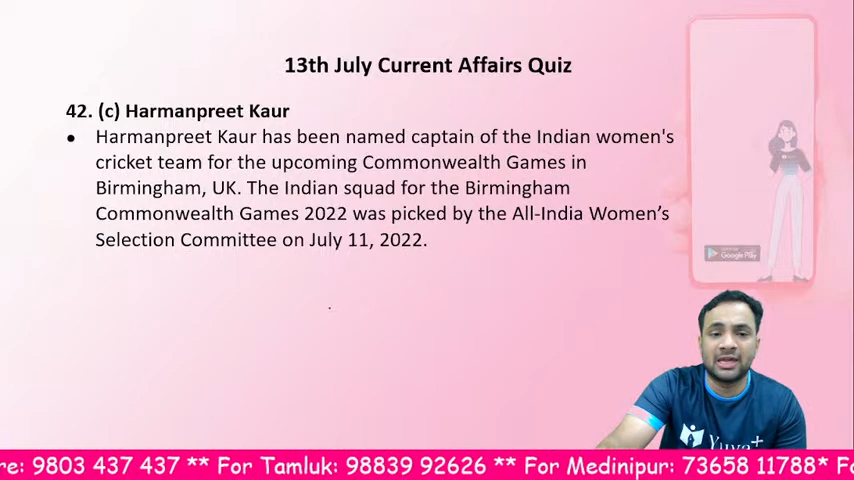 13th July Current Affairs Quiz
42. (c) Harmanpreet Kaur
• Harmanpreet Kaur has been named captain of the Indian women's
cricket team for the upcoming Commonwealth Games in
Birmingham, UK. The Indian squad for the Birmingham
Commonwealth Games 2022 was picked by the All-India Women’s
Selection Committee on July 11, 2022.
Google Play
Yuva+
re: 9803 437 437 ** For Tamluk: 98839 92626 ** For Medinipur: 73658 11788* Fo